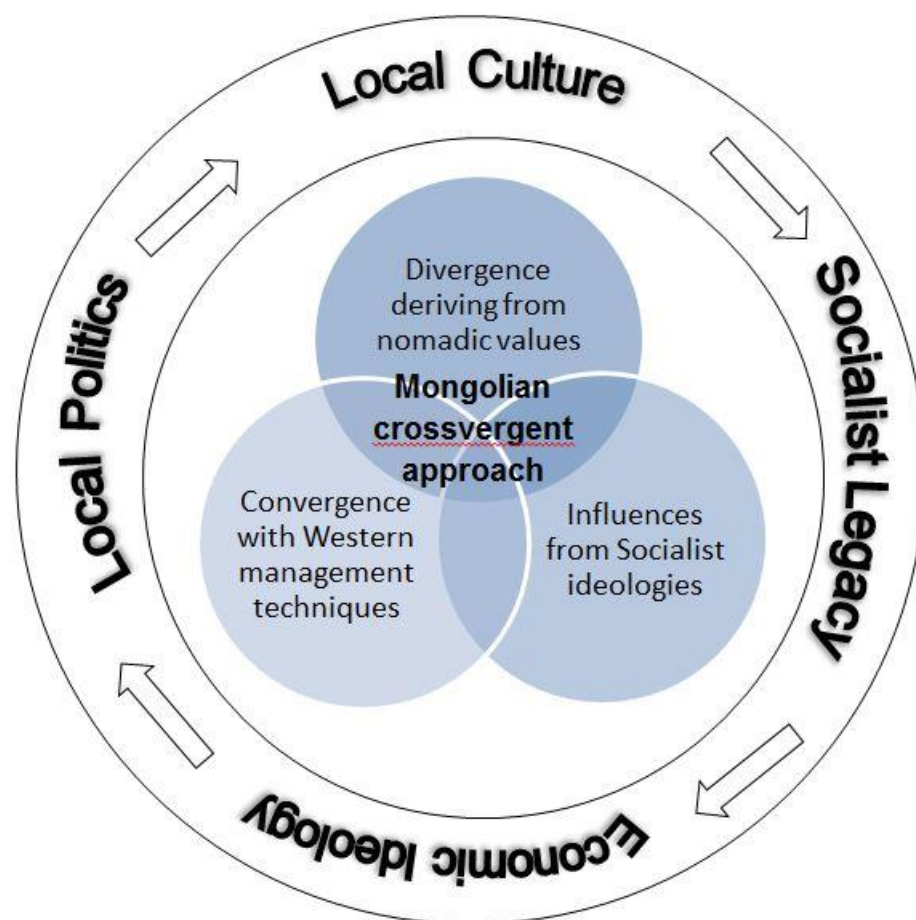 Local Culture
Socialist Legacy
Economic Ideology
Local Politics
Divergence
deriving from
nomadic values
Mongolian
crossvergent
approach
Convergence
with Western
management
techniques
Influences
from Socialist
ideologies